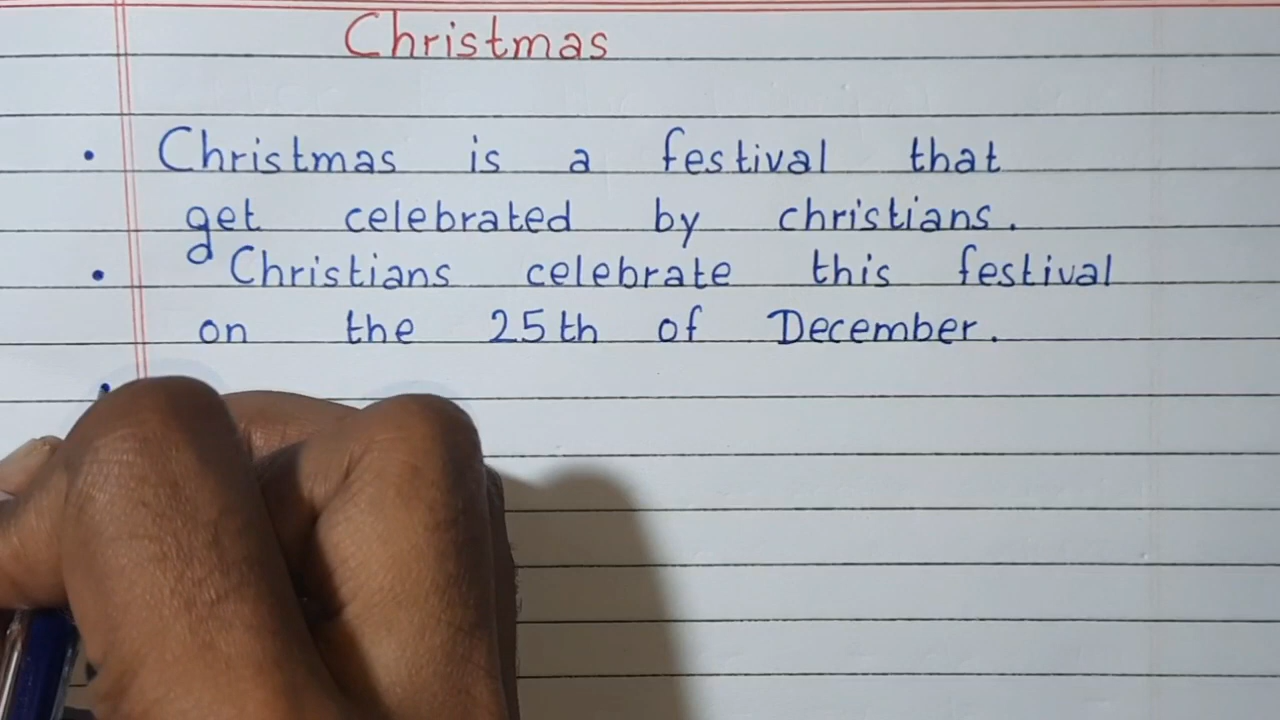 Christmas
• Christmas is a festival that
get celebrated by christians.
• Christians celebrate this festival
on the 25th of December.
•